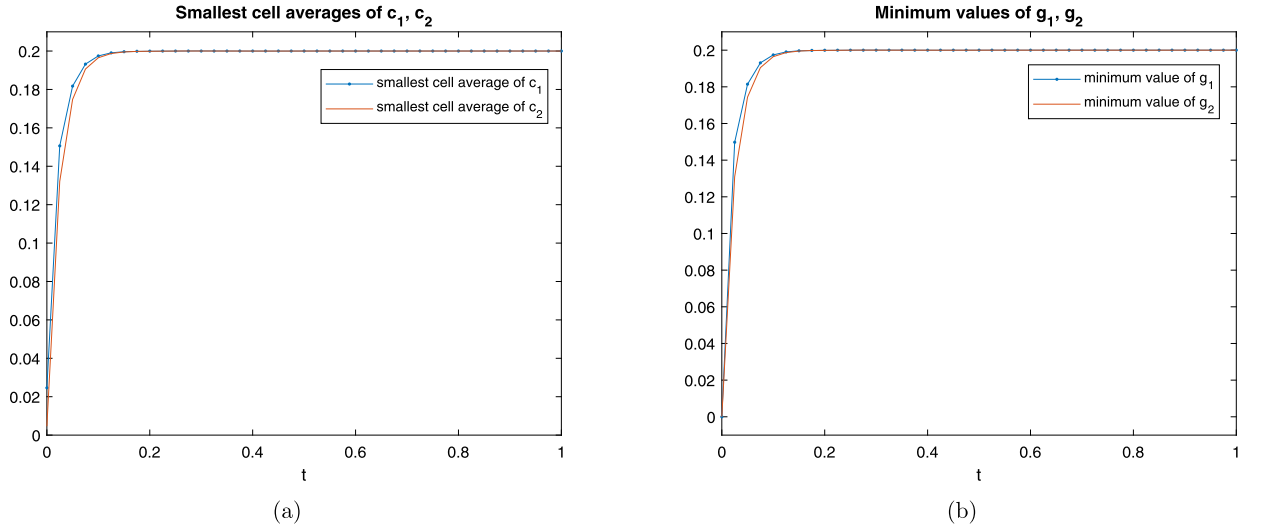 Smallest cell averages of c1, c2
0.2
0.18
0.16
0.14
0.12
0.1
0.08
0.06
0.04
0.02
0
smallest cell average of c1
smallest cell average of c2
0 0.2 0.4 0.6 0.8 1
t
(a)
Minimum values of g1, g2
0.2
0.18
0.16
0.14
0.12
0.1
0.08
0.06
0.04
0.02
0
minimum value of g1
minimum value of g2
0 0.2 0.4 0.6 0.8 1
t
(b)